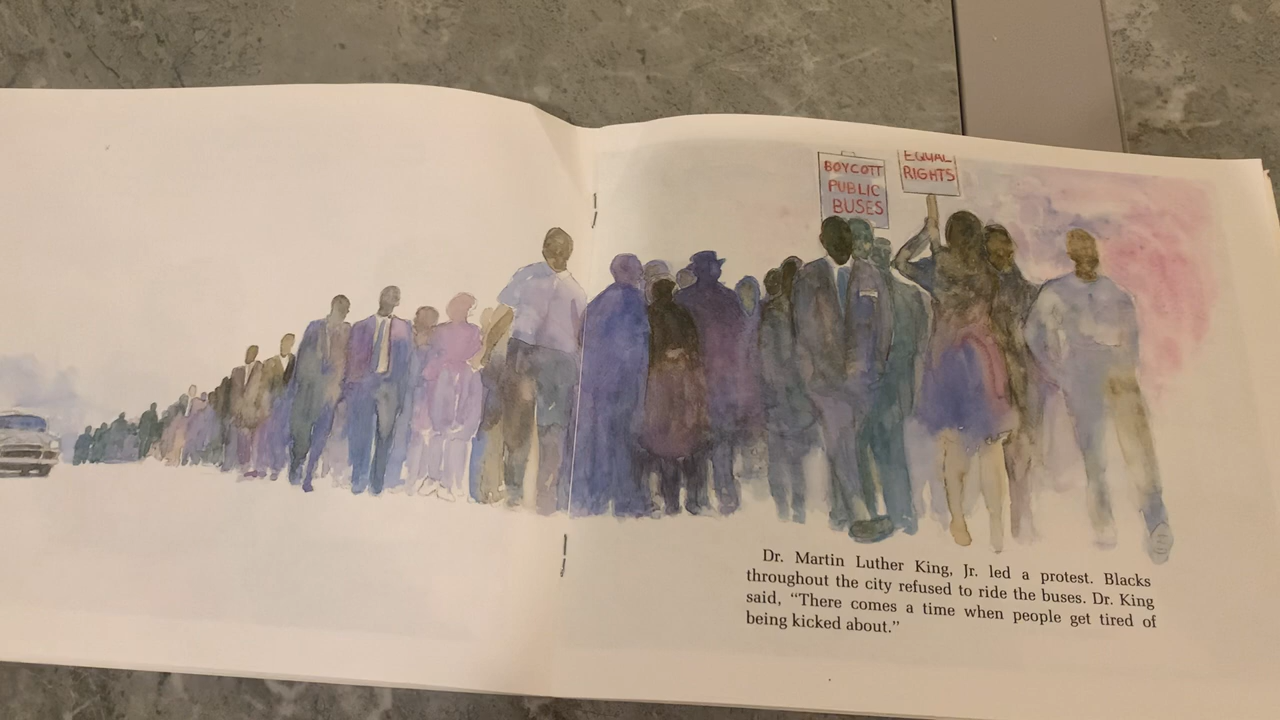 BOYCOTT
PUBLIC
BUSES
EQUAL
RIGHTS
Dr. Martin Luther King, Jr. led a protest. Blacks
throughout the city refused to ride the buses. Dr. King
said, “There comes a time when people get tired of
being kicked about.”